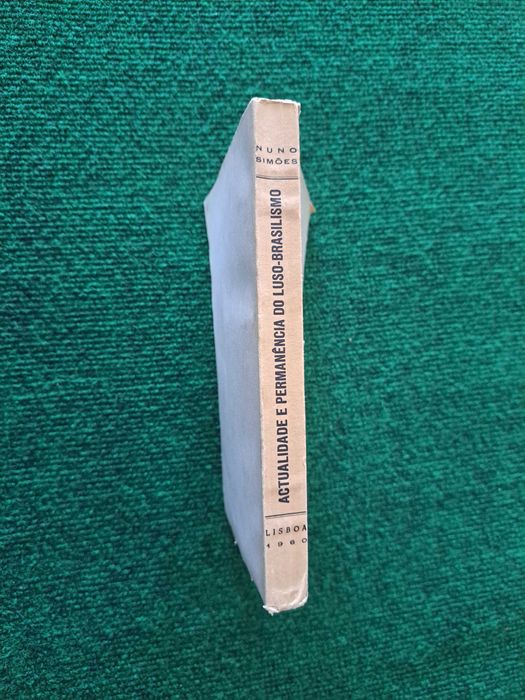 NUNO
SIMÕES
ACTUALIDADE E PERMANÊNCIA DO LUSO-BRASILISMO
LISBOA
1960